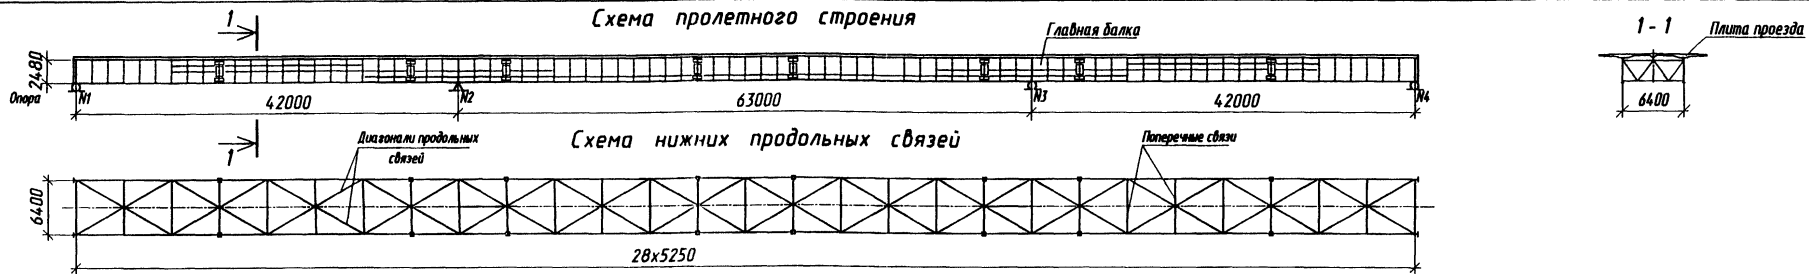 Схема пролетного строения
1
Главная балка
1 - 1
Плита проезда
2480
Опора
N1
N2
N3
N4
42000
63000
42000
6400
1
Диагонали продольных
связей
Схема нижних продольных связей
Поперечные связи
6400
28х5250